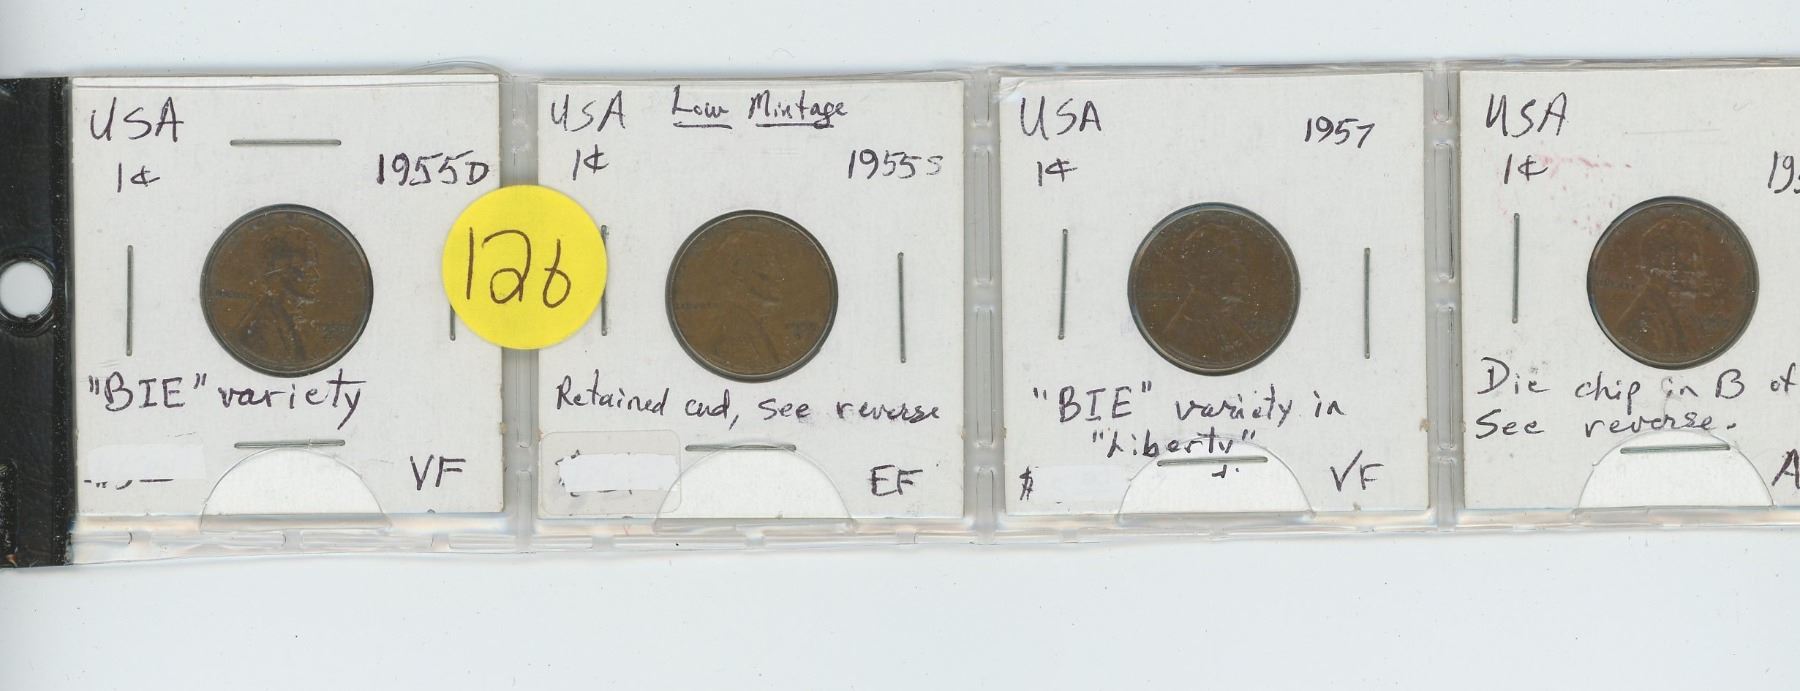 USA
1¢
1955D
"BIE" variety
VF
126
USA Low Mintage
1¢
1955S
Retained cud, see reverse
EF
USA
1957
1¢
"BIE" variety in
"Liberty"
$
VF
USA
1¢
195
Die chip in B of
See reverse.
A